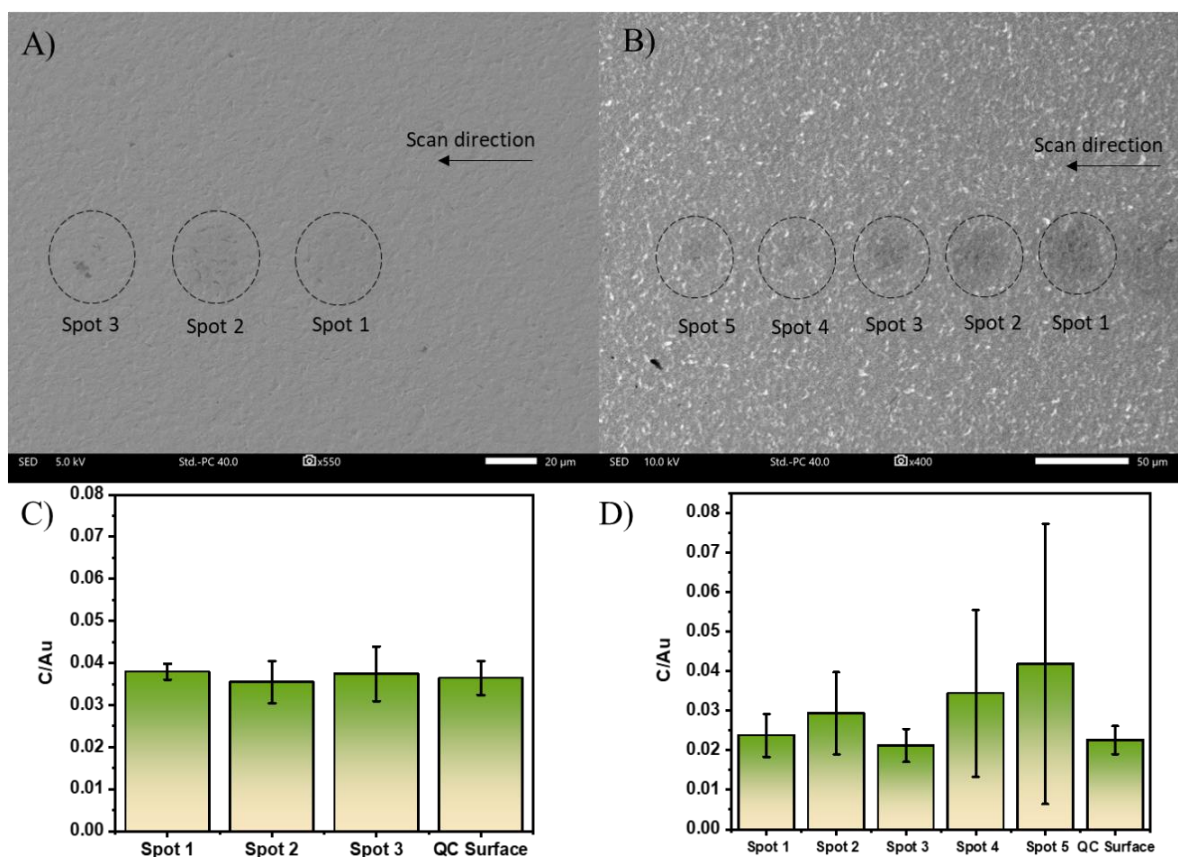 A)
Scan direction
Spot 3 Spot 2 Spot 1
SED 5.0 kV Std.-PC 40.0 x550 20 µm
B)
Scan direction
Spot 5 Spot 4 Spot 3 Spot 2 Spot 1
SED 10.0 kV Std.-PC 40.0 x400 50 µm
C)
C/Au
0.08
0.07
0.06
0.05
0.04
0.03
0.02
0.01
0.00
Spot 1 Spot 2 Spot 3 QC Surface
D)
C/Au
0.08
0.07
0.06
0.05
0.04
0.03
0.02
0.01
0.00
Spot 1 Spot 2 Spot 3 Spot 4 Spot 5 QC Surface